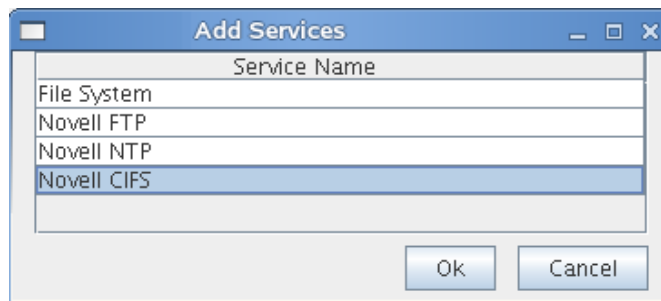 Add Services
Service Name
File System
Novell FTP
Novell NTP
Novell CIFS
Ok Cancel